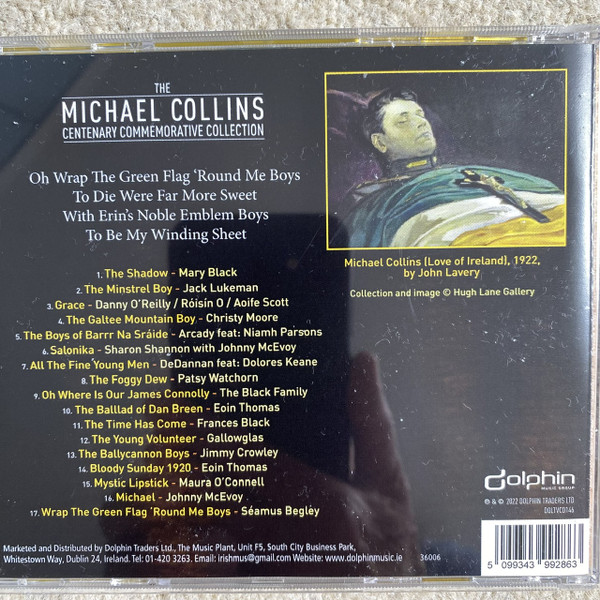 THE
MICHAEL COLLINS
CENTENARY COMMEMORATIVE COLLECTION
Oh Wrap The Green Flag ‘Round Me Boys
To Die Were Far More Sweet
With Erin’s Noble Emblem Boys
To Be My Winding Sheet
Michael Collins (Love of Ireland), 1922,
by John Lavery
Collection and image © Hugh Lane Gallery
1. The Shadow - Mary Black
2. The Minstrel Boy - Jack Lukeman
3. Grace - Danny O’Reilly / Róisín O / Aoife Scott
4. The Galtee Mountain Boy - Christy Moore
5. The Boys of Barrr Na Sráide - Arcady feat: Niamh Parsons
6. Salonika - Sharon Shannon with Johnny McEvoy
7. All The Fine Young Men - DeDannan feat: Dolores Keane
8. The Foggy Dew - Patsy Watchorn
9. Oh Where Is Our James Connolly - The Black Family
10. The Balllad of Dan Breen - Eoin Thomas
11. The Time Has Come - Frances Black
12. The Young Volunteer - Gallowglas
13. The Ballycannon Boys - Jimmy Crowley
14. Bloody Sunday 1920 - Eoin Thomas
15. Mystic Lipstick - Maura O’Connell
16. Michael - Johnny McEvoy
17. Wrap The Green Flag ‘Round Me Boys - Séamus Begley
dolphin
MUSIC GROUP
℗ & © 2022 DOLPHIN TRADERS LTD
DOLTVCD146
Marketed and Distributed by Dolphin Traders Ltd., The Music Plant, Unit F5, South City Business Park,
Whitestown Way, Dublin 24, Ireland. Tel: 01-420 3263. Email: irishmus@gmail.com Website: www.dolphinmusic.ie
36006
5 099343 992863